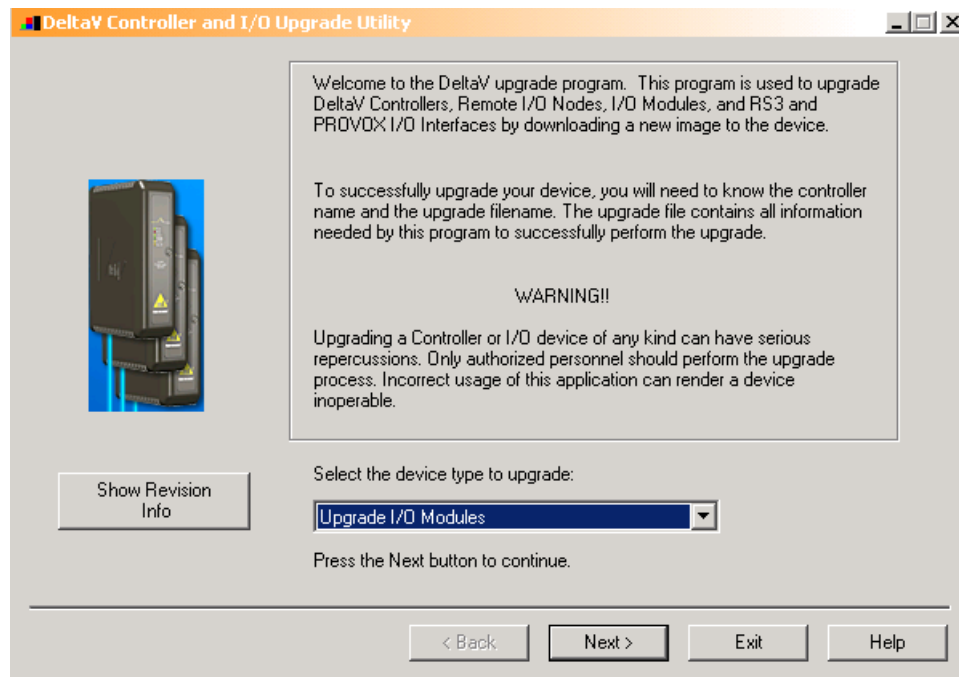 DeltaV Controller and I/O Upgrade Utility
Welcome to the DeltaV upgrade program.  This program is used to upgrade
DeltaV Controllers, Remote I/O Nodes, I/O Modules, and RS3 and
PROVOX I/O Interfaces by downloading a new image to the device.
To successfully upgrade your device, you will need to know the controller
name and the upgrade filename. The upgrade file contains all information
needed by this program to successfully perform the upgrade.
WARNING!!
Upgrading a Controller or I/O device of any kind can have serious
repercussions. Only authorized personnel should perform the upgrade
process. Incorrect usage of this application can render a device
inoperable.
Show Revision
Info
Select the device type to upgrade:
Upgrade I/O Modules
Press the Next button to continue.
< Back
Next >
Exit
Help